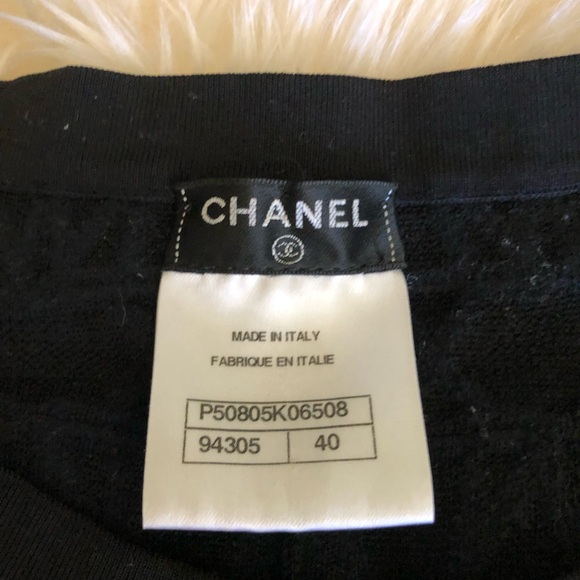 CHANEL
MADE IN ITALY
FABRIQUE EN ITALIE
P50805K06508
94305 40